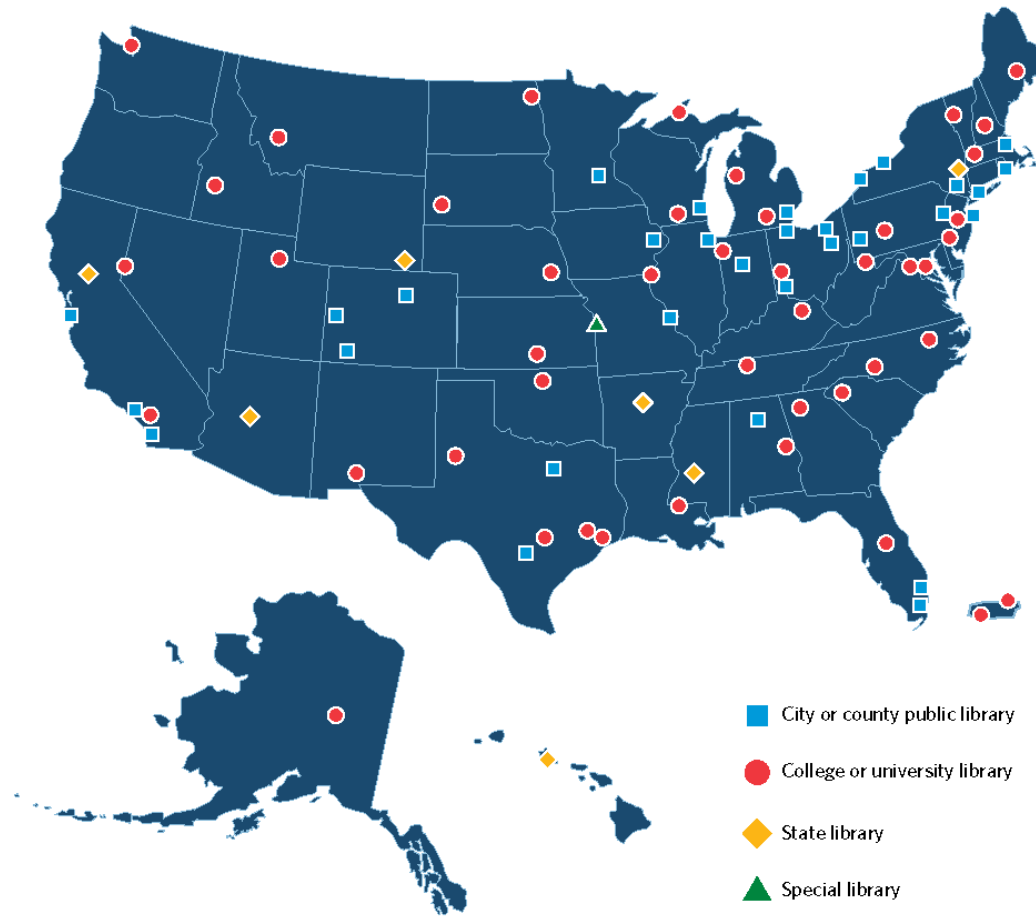 City or county public library
College or university library
State library
Special library